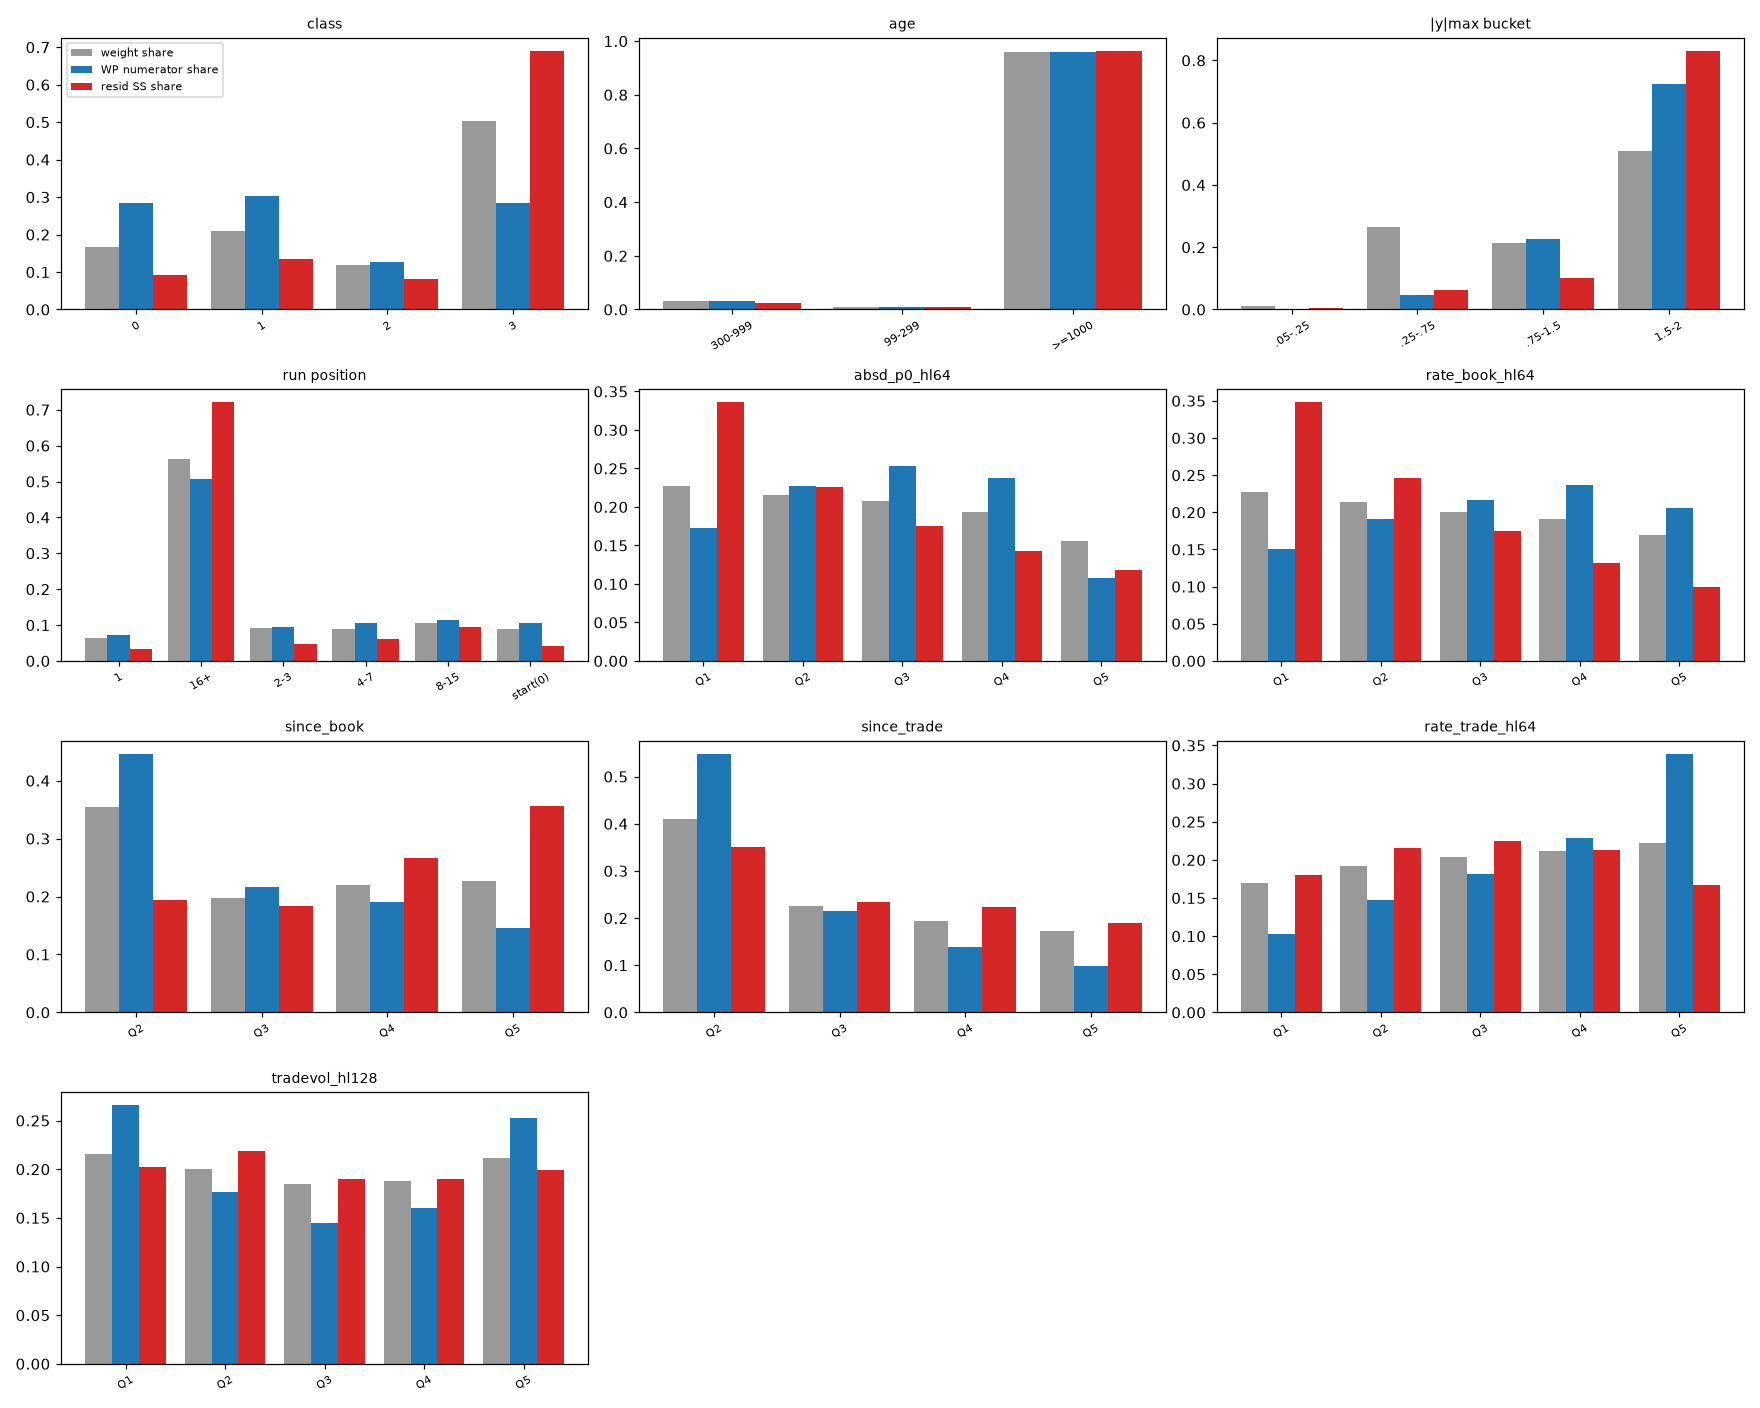 class
age
|y|max bucket
weight share
WP numerator share
resid SS share
0.7
0.6
0.5
0.4
0.3
0.2
0.1
0.0
0
1
2
3
1.0
0.8
0.6
0.4
0.2
0.0
300-999
99-299
>=1000
0.8
0.6
0.4
0.2
0.0
.05-.25
.25-.75
.75-1.5
1.5-2
run position
absd_p0_hl64
rate_book_hl64
0.7
0.6
0.5
0.4
0.3
0.2
0.1
0.0
1
16+
2-3
4-7
8-15
start(0)
0.35
0.30
0.25
0.20
0.15
0.10
0.05
0.00
Q1
Q2
Q3
Q4
Q5
0.35
0.30
0.25
0.20
0.15
0.10
0.05
0.00
Q1
Q2
Q3
Q4
Q5
since_book
since_trade
rate_trade_hl64
0.4
0.3
0.2
0.1
0.0
Q2
Q3
Q4
Q5
0.5
0.4
0.3
0.2
0.1
0.0
Q2
Q3
Q4
Q5
0.35
0.30
0.25
0.20
0.15
0.10
0.05
0.00
Q1
Q2
Q3
Q4
Q5
tradevol_hl128
0.25
0.20
0.15
0.10
0.05
0.00
Q1
Q2
Q3
Q4
Q5